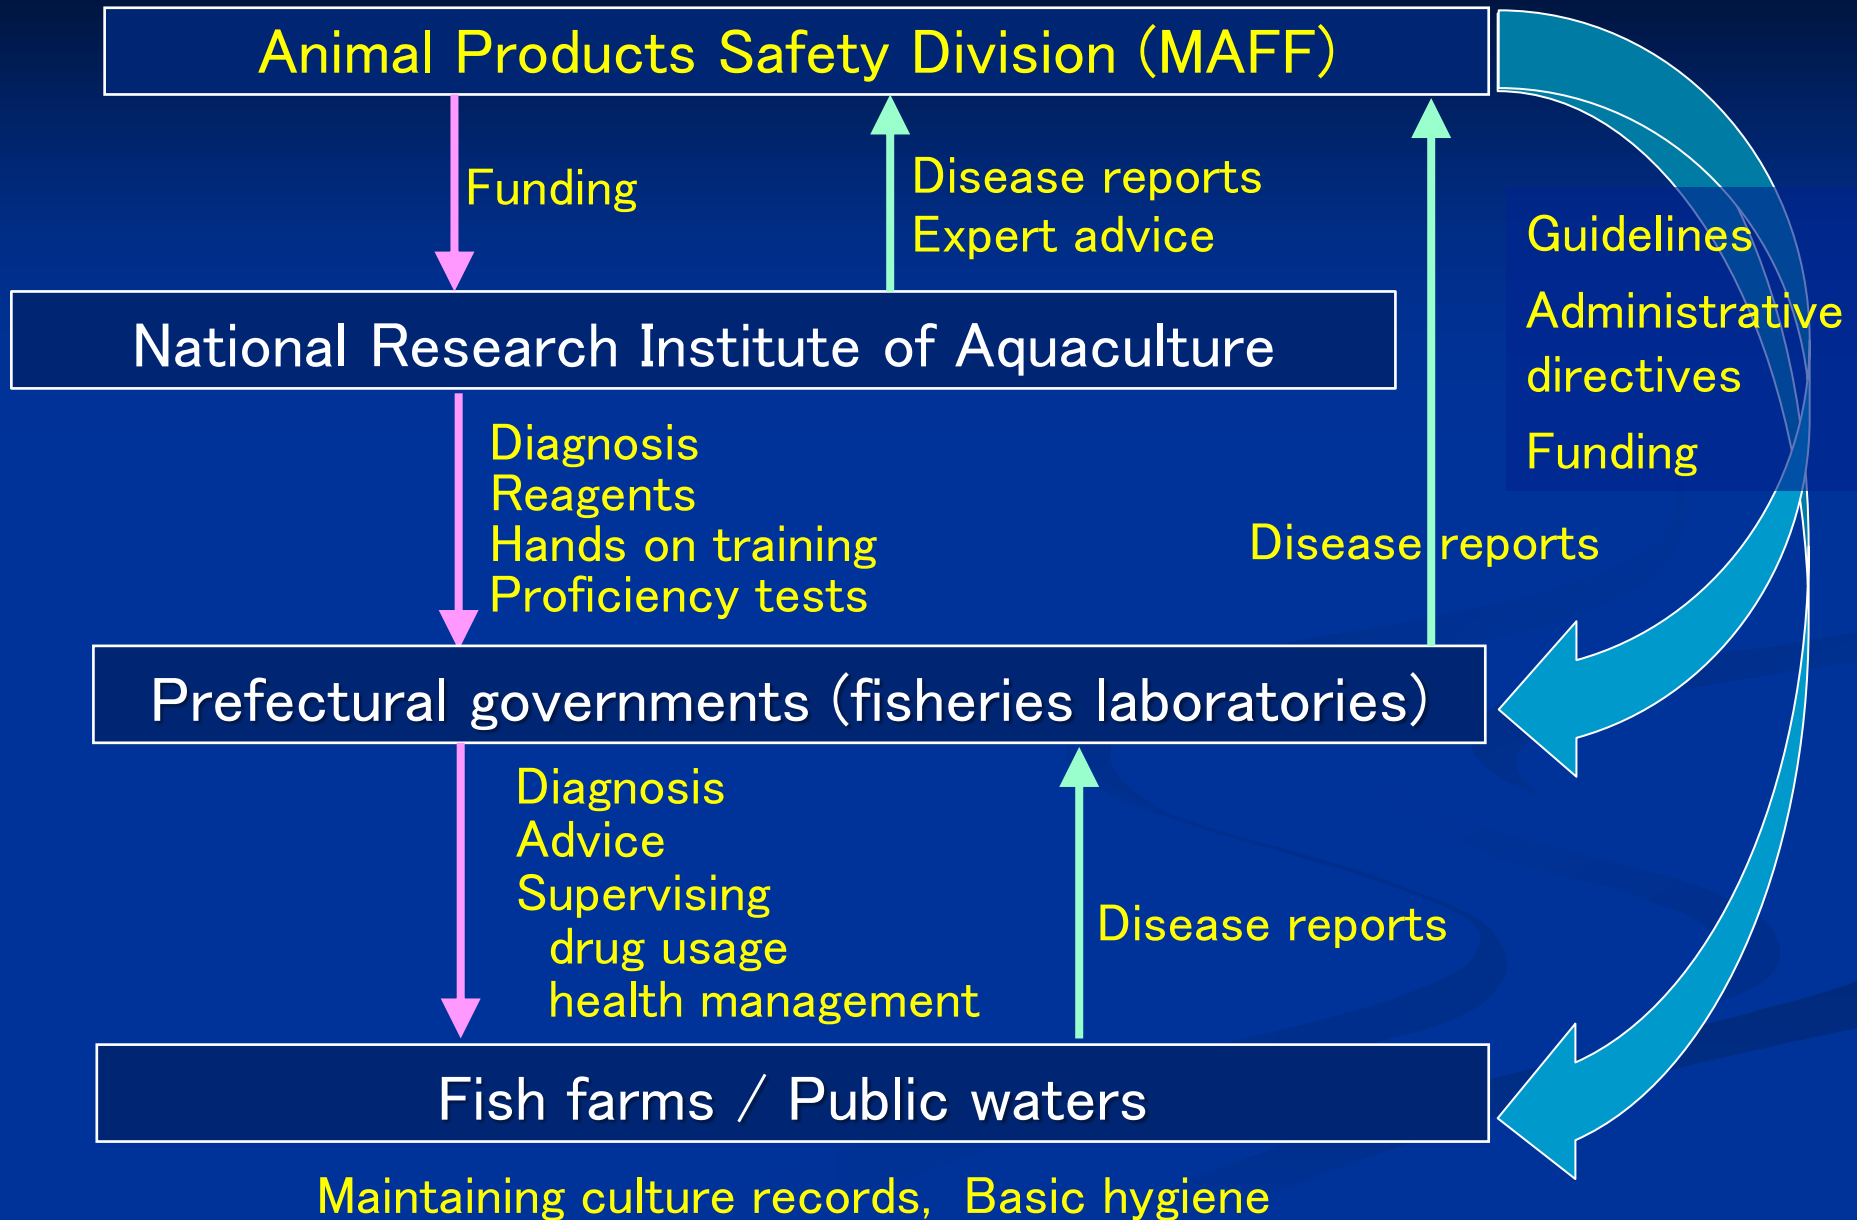 Animal Products Safety Division (MAFF)
Funding
Disease reports
Expert advice
Guidelines
Administrative
directives
Funding
National Research Institute of Aquaculture
Diagnosis
Reagents
Hands on training
Proficiency tests
Disease reports
Prefectural governments (fisheries laboratories)
Diagnosis
Advice
Supervising
drug usage
health management
Disease reports
Fish farms / Public waters
Maintaining culture records, Basic hygiene